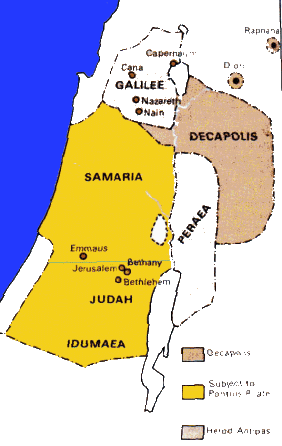 Raphana
Capernaum
Dion
Cana
GALILEE
Nazareth
Nain
DECAPOLIS
SAMARIA
PERAEA
Emmaus
Bethany
Jerusalem
Bethlehem
JUDAH
IDUMAEA
Decapolis
Subject to
Pontius Pilate
Herod Antipas